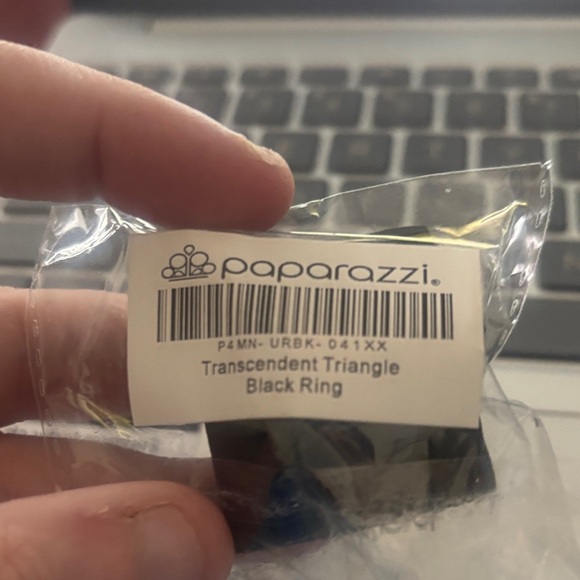 paparazzi®
P4MN-URBK-041XX
Transcendent Triangle
Black Ring